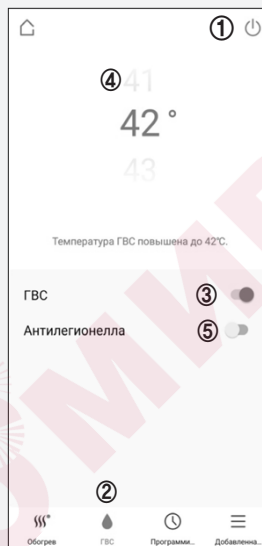 ①
④ 41
42°
43
Температура ГВС повышена до 42°C.
ГВС ③
Антилегионелла ⑤
②
Обогрев ГВС Программи... Добавленна...